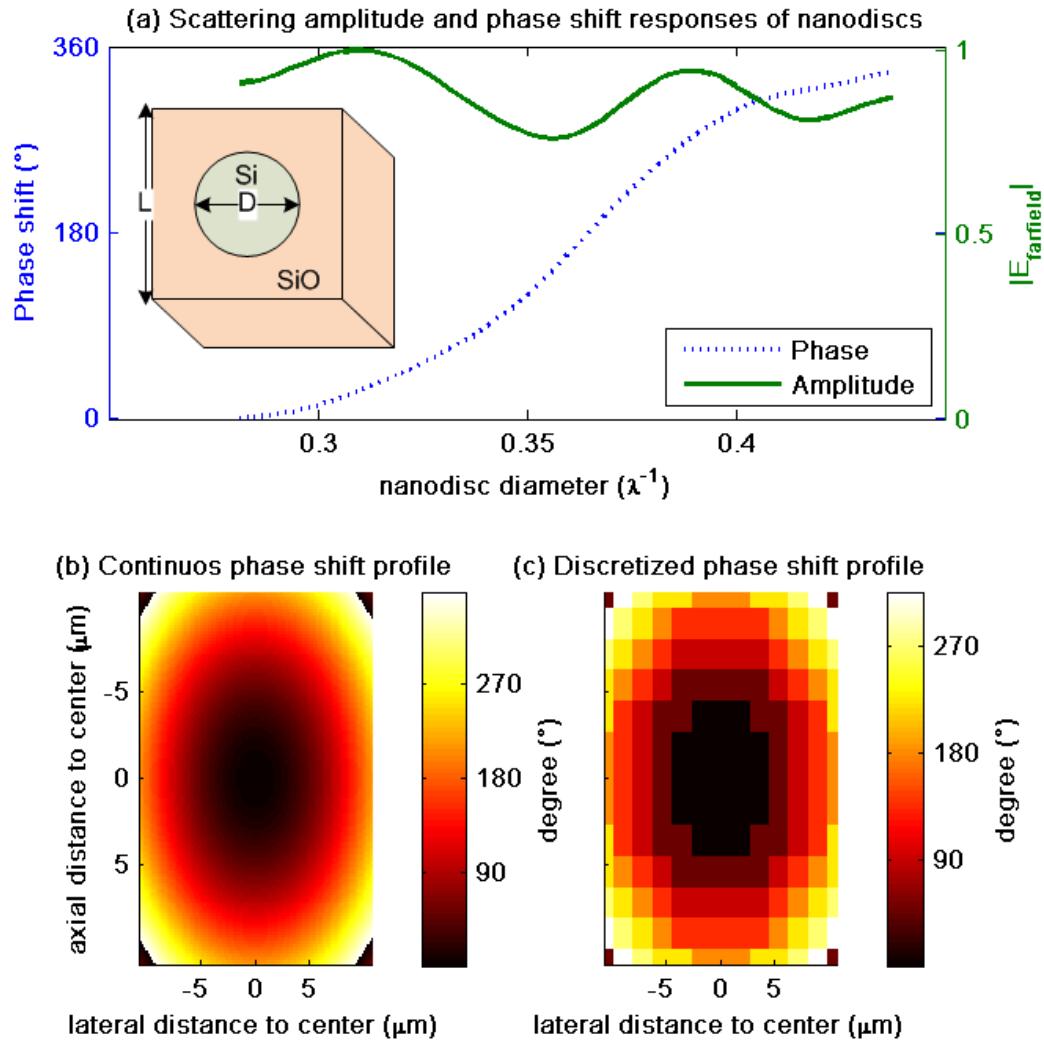 (a) Scattering amplitude and phase shift responses of nanodiscs
360
180
0
Phase shift (°)
1
0.5
0
|E_farfield|
L
Si
D
SiO
Phase
Amplitude
0.3 0.35 0.4
nanodisc diameter (λ⁻¹)
(b) Continuos phase shift profile
-5
0
5
axial distance to center (μm)
-5 0 5
lateral distance to center (μm)
270
180
90
degree (°)
(c) Discretized phase shift profile
-5 0 5
lateral distance to center (μm)
270
180
90
degree (°)